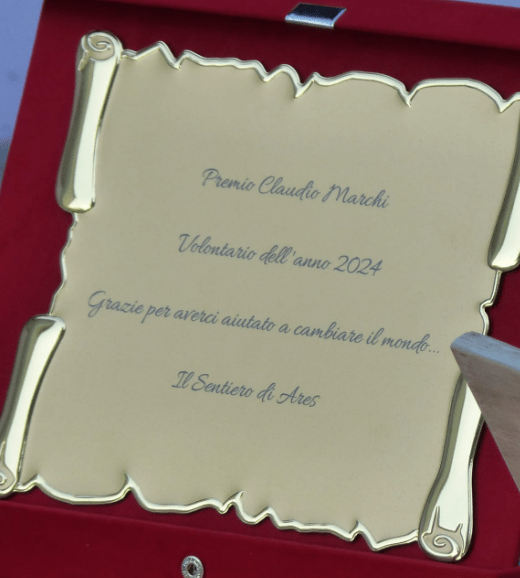 Premio Claudio Marchi
Volontario dell'anno 2024
Grazie per averci aiutato a cambiare il mondo...
Il Sentiero di Ares